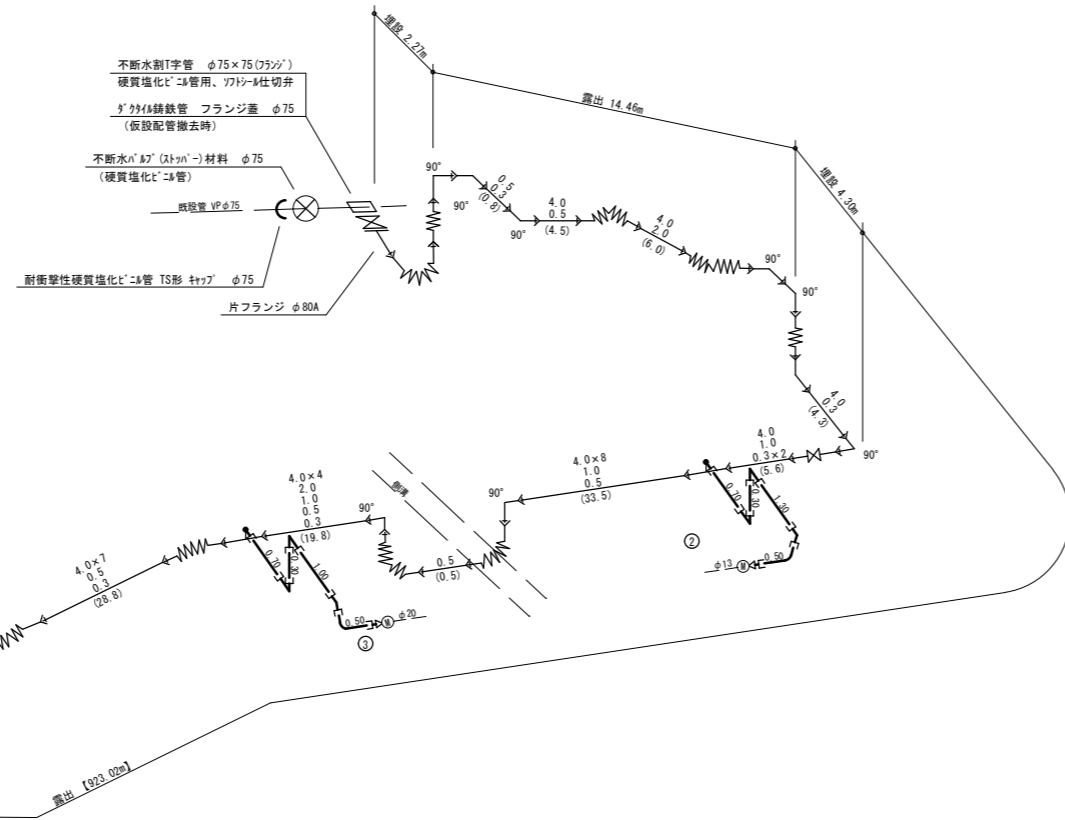 埋設 2.27m
不断水割T字管 φ75×75(ﾌﾗﾝｼﾞ)
硬質塩化ﾋﾞﾆﾙ管用、ｿﾌﾄｼｰﾙ仕切弁
ﾀﾞｸﾀｲﾙ鋳鉄管 フランジ蓋 φ75
(仮設配管撤去時)
不断水ﾊﾞﾙﾌﾞ(ｽﾄｯﾊﾟｰ)材料 φ75
(硬質塩化ﾋﾞﾆﾙ管)
既設管 VPφ75
耐衝撃性硬質塩化ﾋﾞﾆﾙ管 TS形 ｷｬｯﾌﾟ φ75
片フランジ φ80A
露出 14.46m
埋設 4.30m
90°
90°
0.5
0.3
(0.8)
90°
4.0
0.5
(4.5)
4.0
2.0
(6.0)
90°
90°
4.0
0.3
(4.3)
90°
4.0
1.0
0.3×2
(5.6)
0.70
0.30
1.30
0.50
φ13
M
②
4.0×8
1.0
0.5
(33.5)
90°
側溝
0.5
(0.5)
90°
4.0×4
2.0
1.0
0.5
0.3
(19.8)
0.70
0.30
1.00
0.50
M
φ20
③
4.0×7
0.5
0.3
(28.8)
露出 【923.02m】